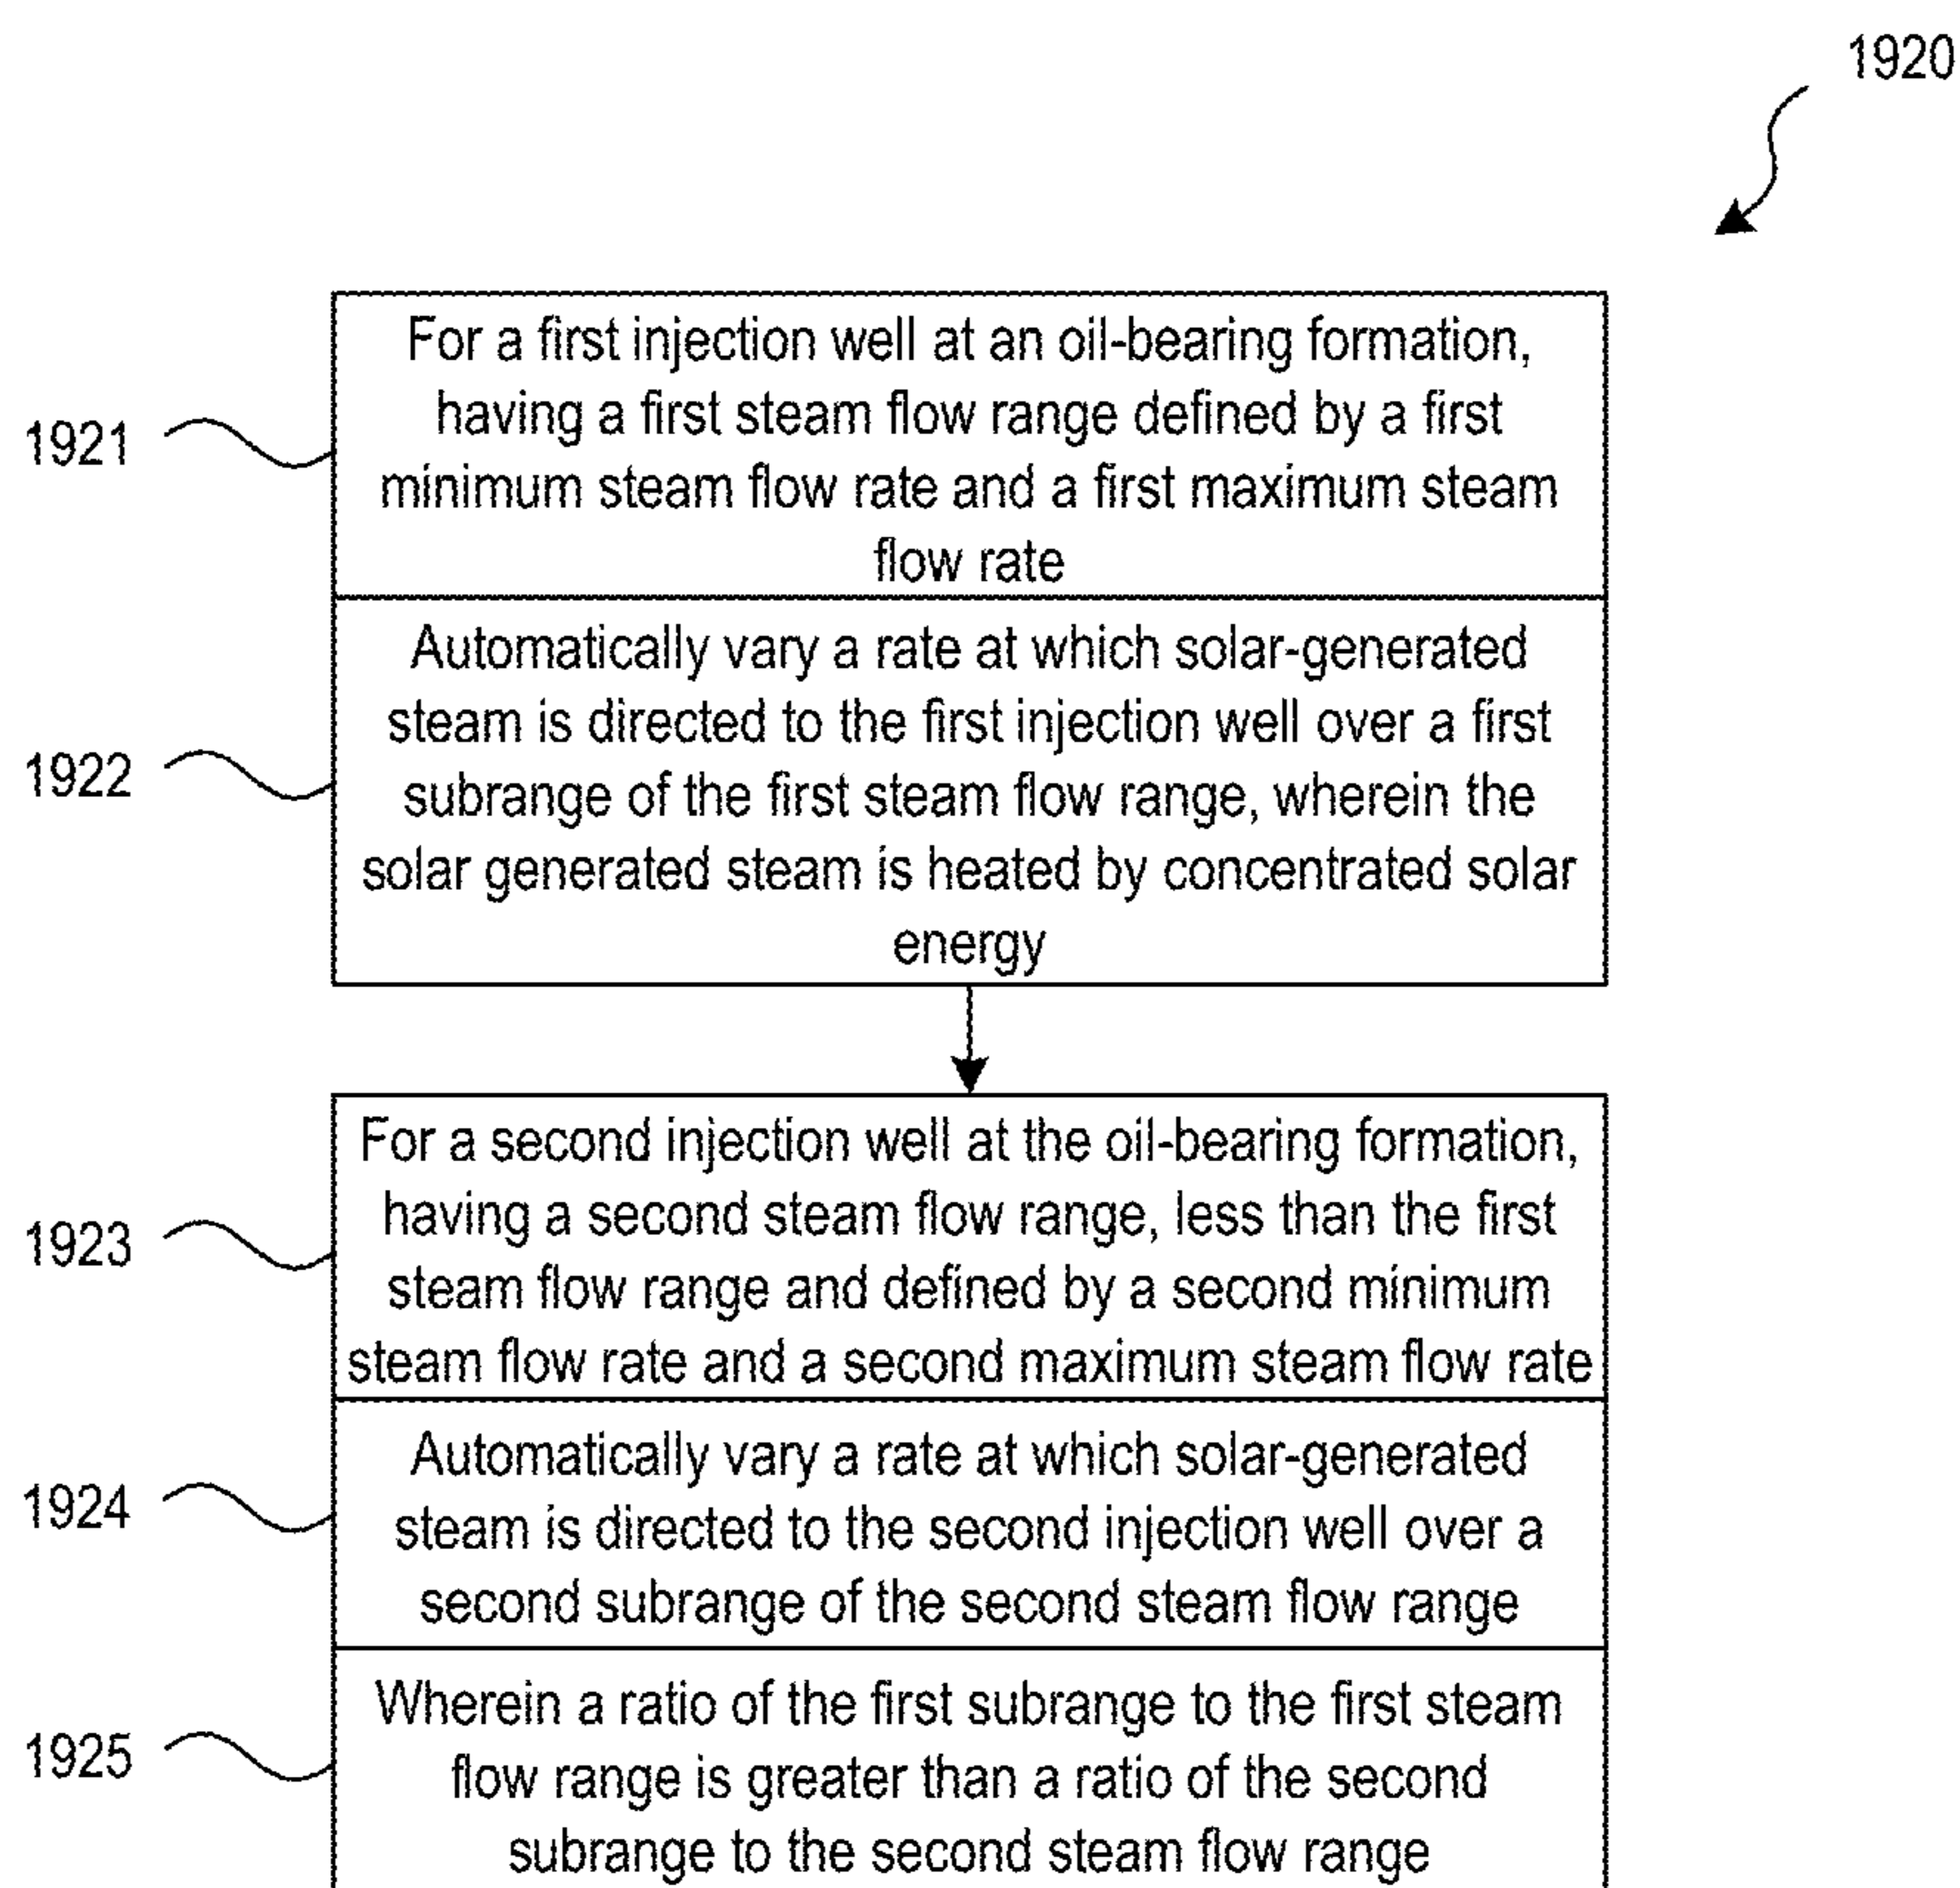 1920
1921
For a first injection well at an oil-bearing formation,
having a first steam flow range defined by a first
minimum steam flow rate and a first maximum steam
flow rate
1922
Automatically vary a rate at which solar-generated
steam is directed to the first injection well over a first
subrange of the first steam flow range, wherein the
solar generated steam is heated by concentrated solar
energy
1923
For a second injection well at the oil-bearing formation,
having a second steam flow range, less than the first
steam flow range and defined by a second minimum
steam flow rate and a second maximum steam flow rate
1924
Automatically vary a rate at which solar-generated
steam is directed to the second injection well over a
second subrange of the second steam flow range
1925
Wherein a ratio of the first subrange to the first steam
flow range is greater than a ratio of the second
subrange to the second steam flow range